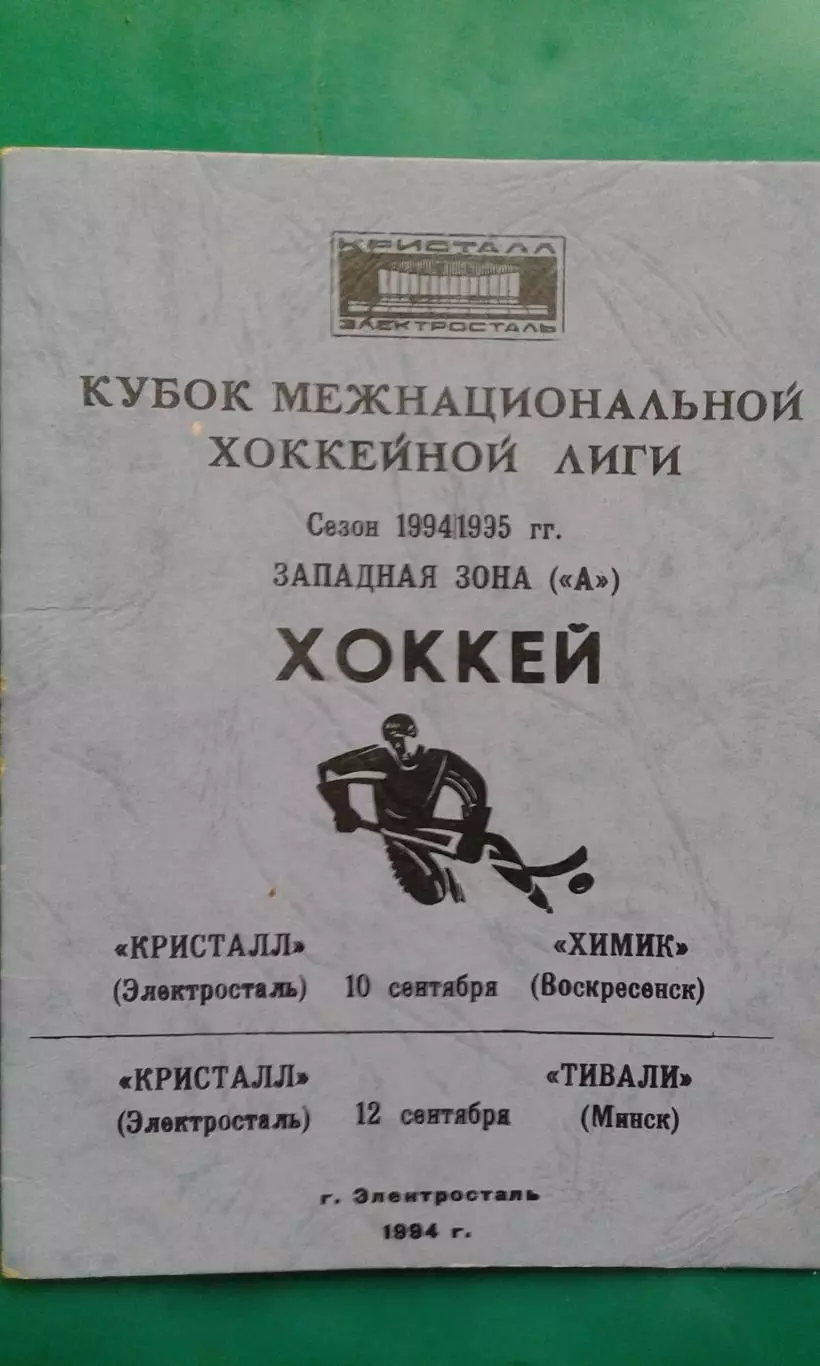 КРИСТАЛЛ
ЭЛЕКТРОСТАЛЬ
КУБОК МЕЖНАЦИОНАЛЬНОЙ
ХОККЕЙНОЙ ЛИГИ
Сезон 1994|1995 гг.
ЗАПАДНАЯ ЗОНА («А»)
ХОККЕЙ
«КРИСТАЛЛ» «ХИМИК»
(Электросталь) 10 сентября (Воскресенск)
«КРИСТАЛЛ» «ТИВАЛИ»
(Электросталь) 12 сентября (Минск)
г. Электросталь
1994 г.